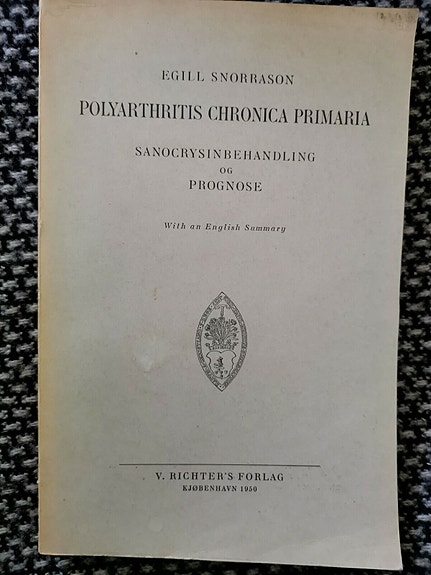 EGILL SNORRASON
POLYARTHRITIS CHRONICA PRIMARIA
SANOCRYSINBEHANDLING
OG
PROGNOSE
With an English Summary
V. RICHTER'S FORLAG
KJØBENHAVN 1950